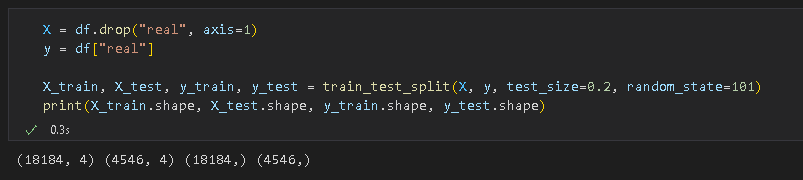 X = df.drop("real", axis=1)
y = df["real"]
X_train, X_test, y_train, y_test = train_test_split(X, y, test_size=0.2, random_state=101)
print(X_train.shape, X_test.shape, y_train.shape, y_test.shape)
0.3s
(18184, 4) (4546, 4) (18184,) (4546,)